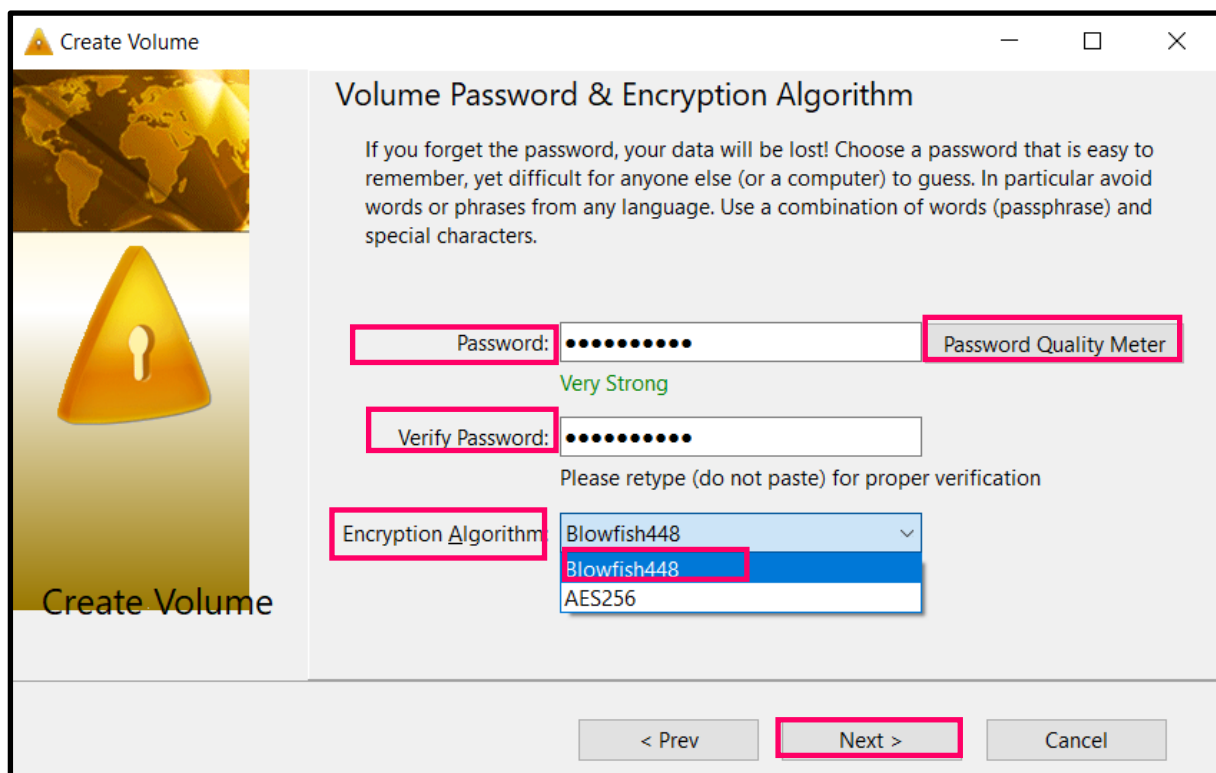 Create Volume
Volume Password & Encryption Algorithm
If you forget the password, your data will be lost! Choose a password that is easy to
remember, yet difficult for anyone else (or a computer) to guess. In particular avoid
words or phrases from any language. Use a combination of words (passphrase) and
special characters.
Password: ●●●●●●●●●● Password Quality Meter
Very Strong
Verify Password: ●●●●●●●●●●
Please retype (do not paste) for proper verification
Encryption Algorithm: Blowfish448
Blowfish448
AES256
Create Volume
< Prev Next > Cancel